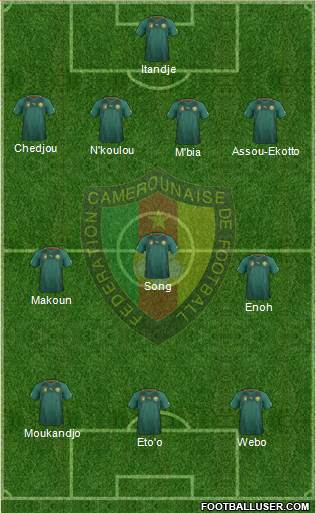 Itandje
Chedjou
N'koulou
M'bia
Assou-Ekotto
FEDERATION CAMEROUNAISE DE FOOTBALL
Makoun
Song
Enoh
Moukandjo
Eto'o
Webo
FOOTBALLUSER.COM